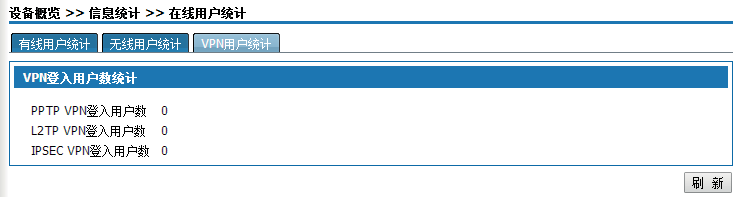 设备概览 >> 信息统计 >> 在线用户统计
有线用户统计 无线用户统计 VPN用户统计
VPN登入用户数统计
PPTP VPN登入用户数 0
L2TP VPN登入用户数 0
IPSEC VPN登入用户数 0
刷 新